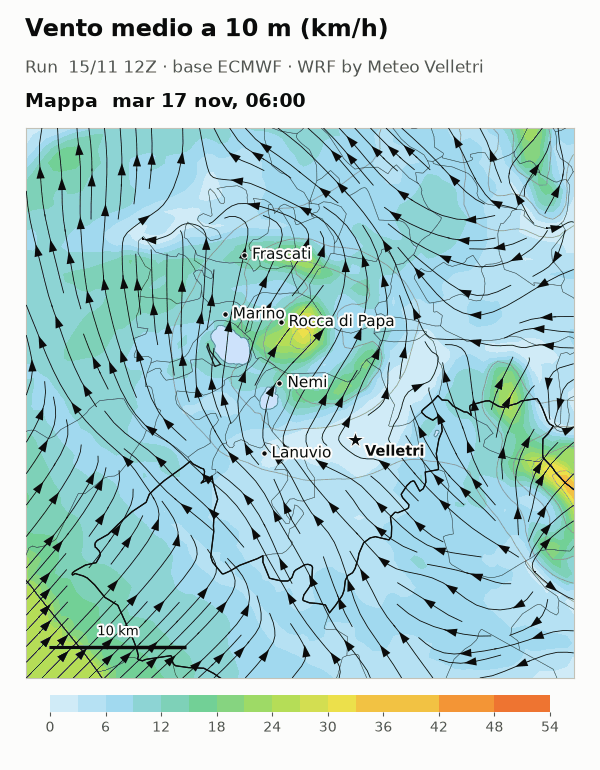 Vento medio a 10 m (km/h)
Run  15/11 12Z · base ECMWF · WRF by Meteo Velletri
Mappa  mar 17 nov, 06:00
Frascati
Marino
Rocca di Papa
Nemi
Velletri
Lanuvio
10 km
0 6 12 18 24 30 36 42 48 54